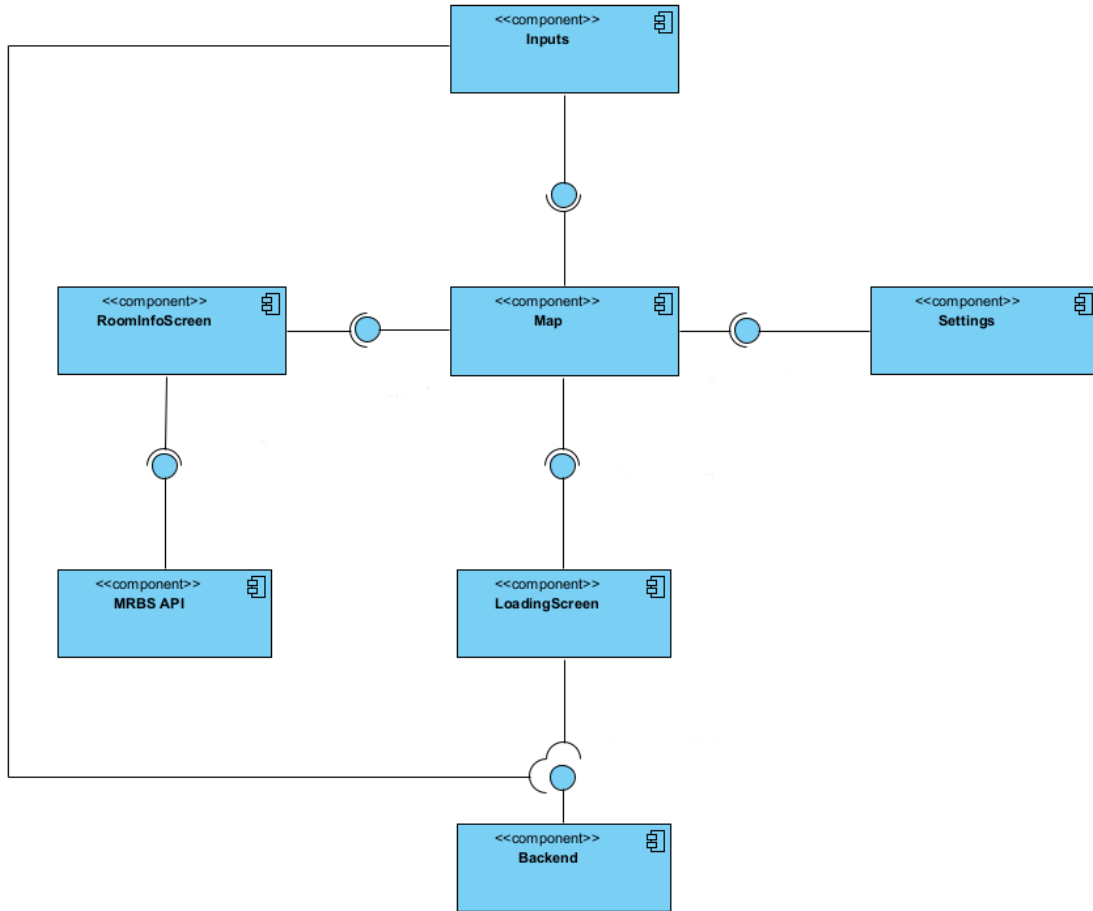 <<component>>
Inputs
<<component>>
RoomInfoScreen
<<component>>
Map
<<component>>
Settings
<<component>>
MRBS API
<<component>>
LoadingScreen
<<component>>
Backend